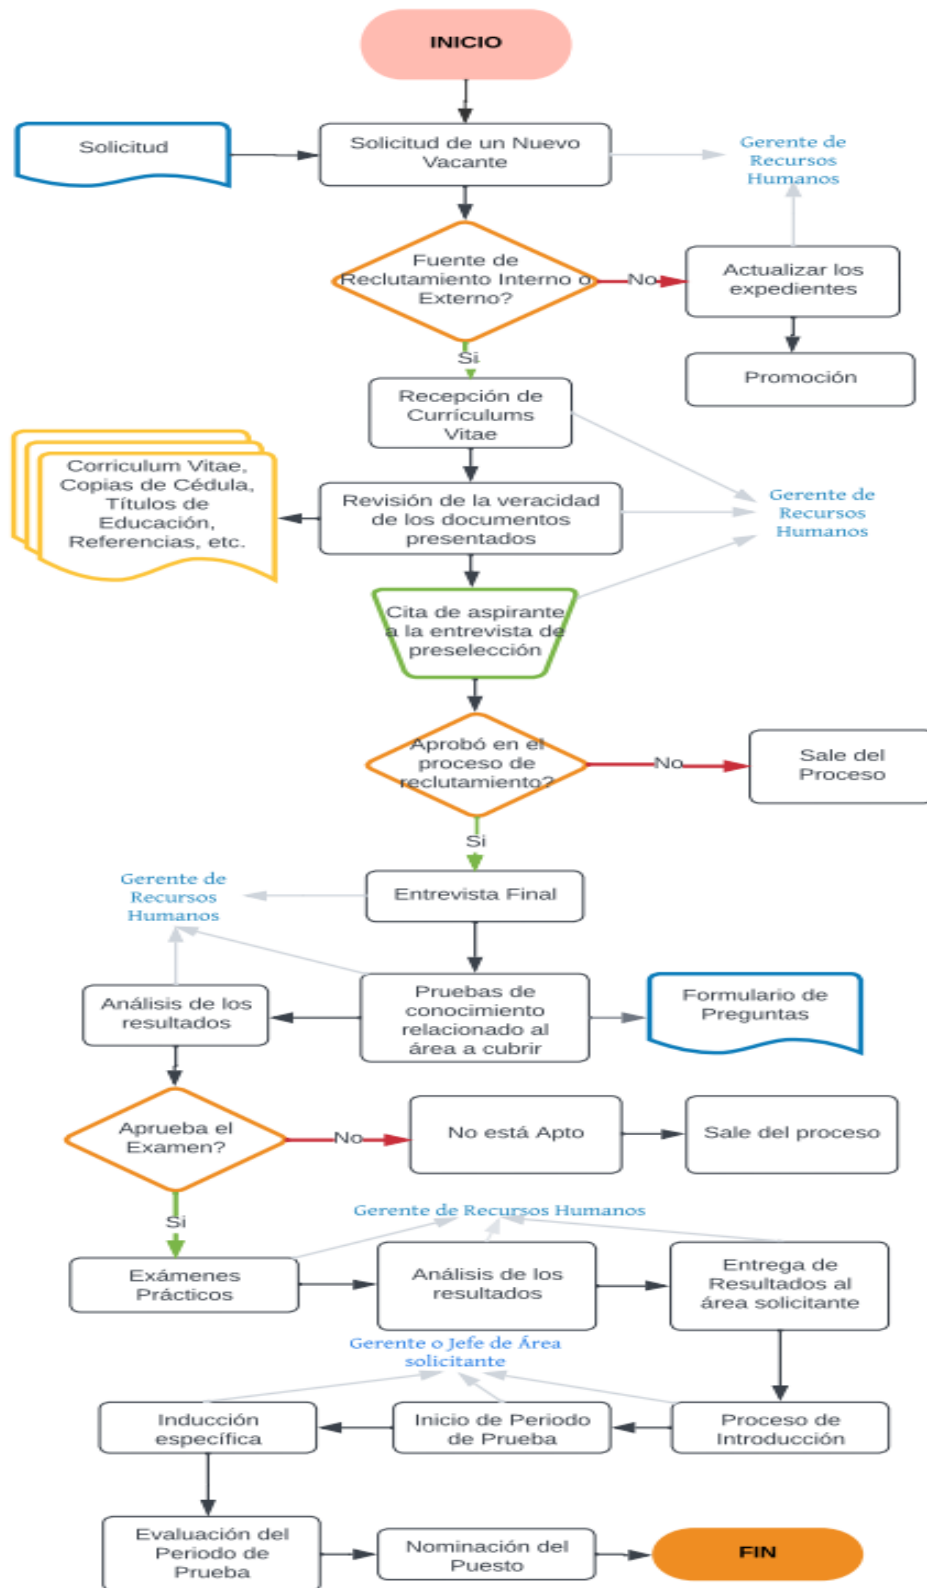 INICIO
Solicitud
Solicitud de un Nuevo
Vacante
Gerente de
Recursos
Humanos
Fuente de
Reclutamiento Interno o
Externo?
No
Actualizar los
expedientes
Si
Promoción
Recepción de
Currículums
Vitae
Corriculum Vitae,
Copias de Cédula,
Títulos de
Educación,
Referencias, etc.
Revisión de la veracidad
de los documentos
presentados
Gerente de
Recursos
Humanos
Cita de aspirante
a la entrevista de
preselección
Aprobó en el
proceso de
reclutamiento?
No
Sale del
Proceso
Si
Gerente de
Recursos
Humanos
Entrevista Final
Análisis de los
resultados
Pruebas de
conocimiento
relacionado al
área a cubrir
Formulario de
Preguntas
Aprueba el
Examen?
No
No está Apto
Sale del proceso
Si
Gerente de Recursos Humanos
Exámenes
Prácticos
Análisis de los
resultados
Entrega de
Resultados al
área solicitante
Gerente o Jefe de Área
solicitante
Inducción
específica
Inicio de Periodo
de Prueba
Proceso de
Introducción
Evaluación del
Periodo de
Prueba
Nominación del
Puesto
FIN